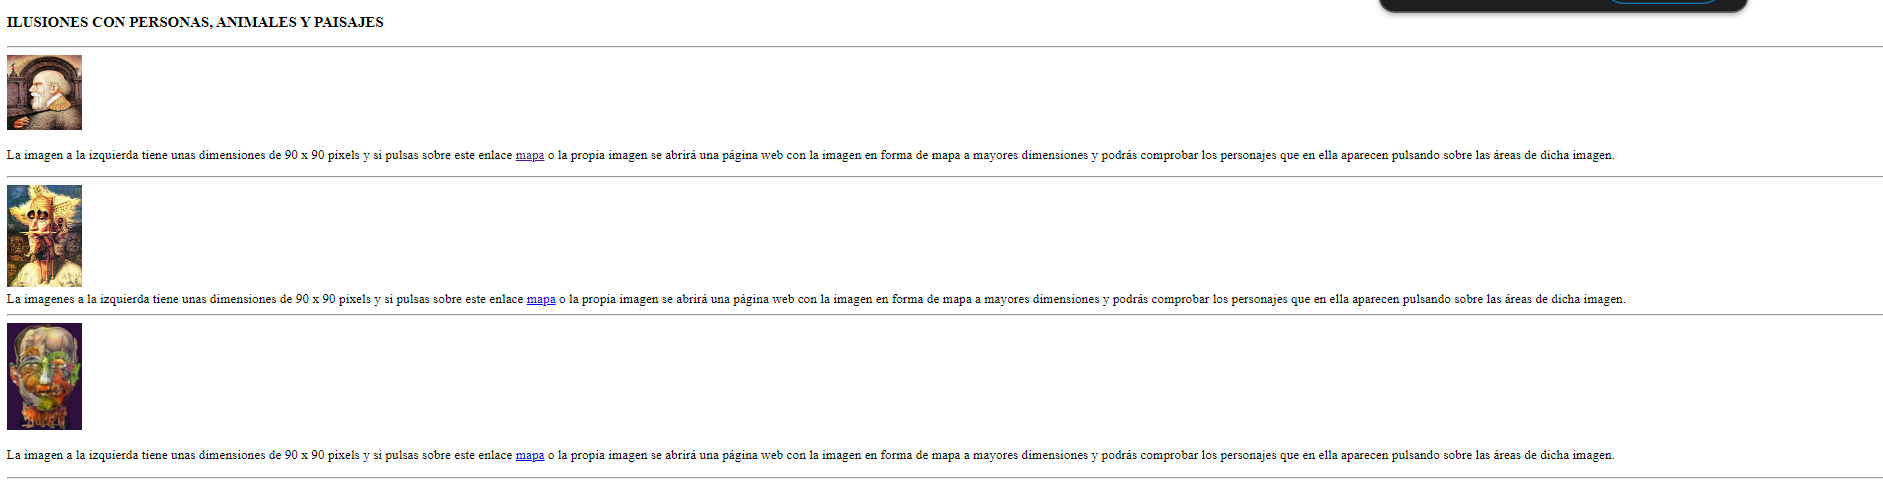 ILUSIONES CON PERSONAS, ANIMALES Y PAISAJES
La imagen a la izquierda tiene unas dimensiones de 90 x 90 pixels y si pulsas sobre este enlace mapa o la propia imagen se abrirá una página web con la imagen en forma de mapa a mayores dimensiones y podrás comprobar los personajes que en ella aparecen pulsando sobre las áreas de dicha imagen.
La imagenes a la izquierda tiene unas dimensiones de 90 x 90 pixels y si pulsas sobre este enlace mapa o la propia imagen se abrirá una página web con la imagen en forma de mapa a mayores dimensiones y podrás comprobar los personajes que en ella aparecen pulsando sobre las áreas de dicha imagen.
La imagen a la izquierda tiene unas dimensiones de 90 x 90 pixels y si pulsas sobre este enlace mapa o la propia imagen se abrirá una página web con la imagen en forma de mapa a mayores dimensiones y podrás comprobar los personajes que en ella aparecen pulsando sobre las áreas de dicha imagen.